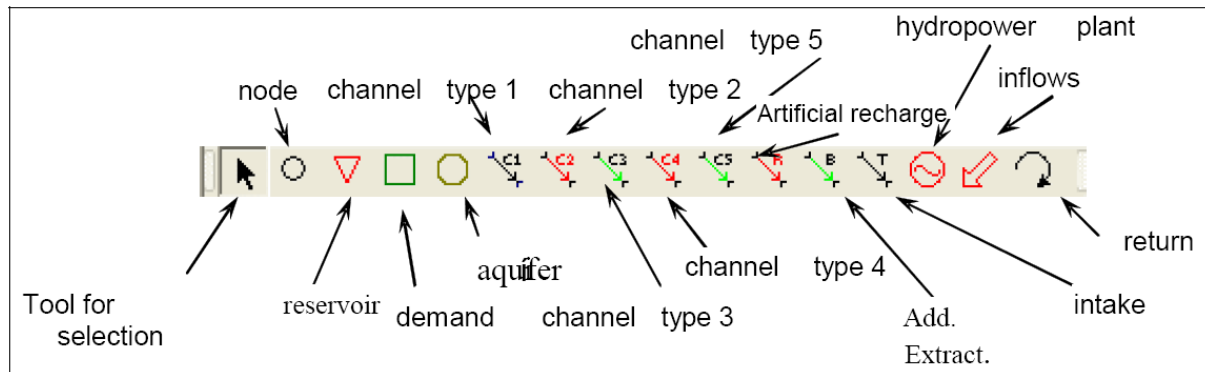 channel type 5
hydropower plant
inflows
node channel type 1 channel type 2
Artificial recharge
C1 C2 C3 C4 C5 R B T
return
channel type 4
aquífer
intake
Tool for
selection
reservoir
demand channel type 3
Add.
Extract.